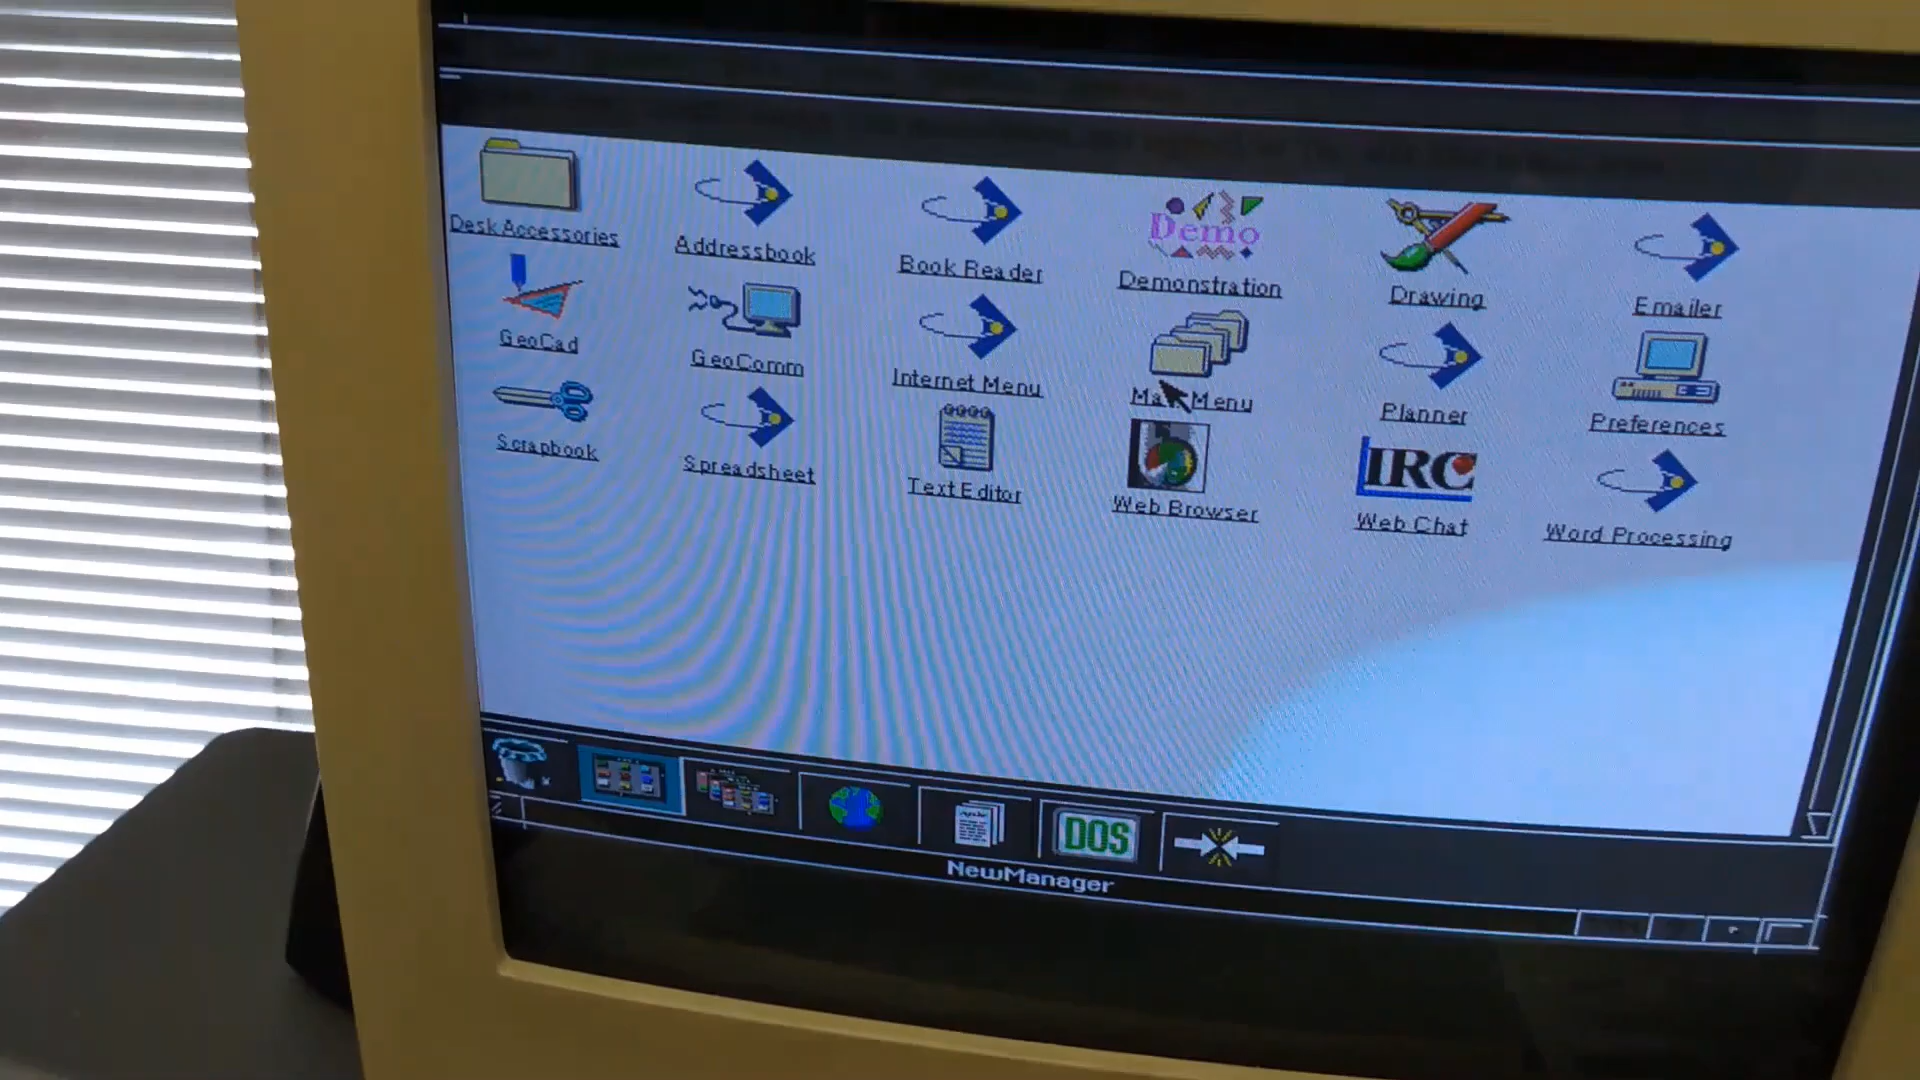 Desk Accessories
Addressbook
Book Reader
Demo
Demonstration
Drawing
Emailer
GeoCad
GeoComm
Internet Menu
Menu
Planner
Preferences
Scrapbook
Spreadsheet
Text Editor
Web Browser
IRC
Web Chat
Word Processing
DOS
NewManager